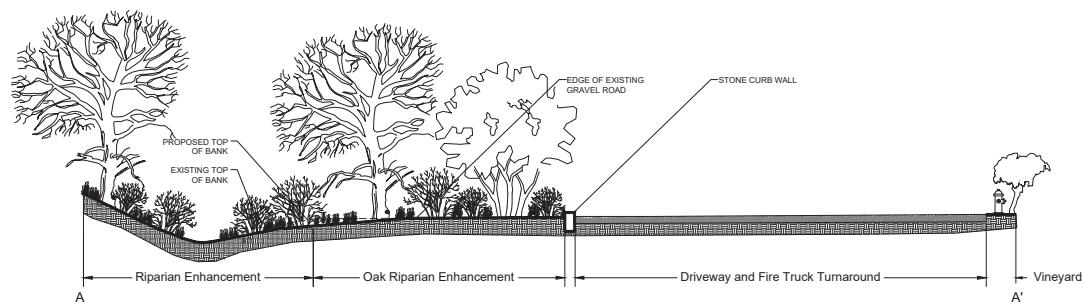 EDGE OF EXISTING
GRAVEL ROAD
STONE CURB WALL
PROPOSED TOP
OF BANK
EXISTING TOP
OF BANK
Riparian Enhancement
Oak Riparian Enhancement
Driveway and Fire Truck Turnaround
Vineyard
A
A'